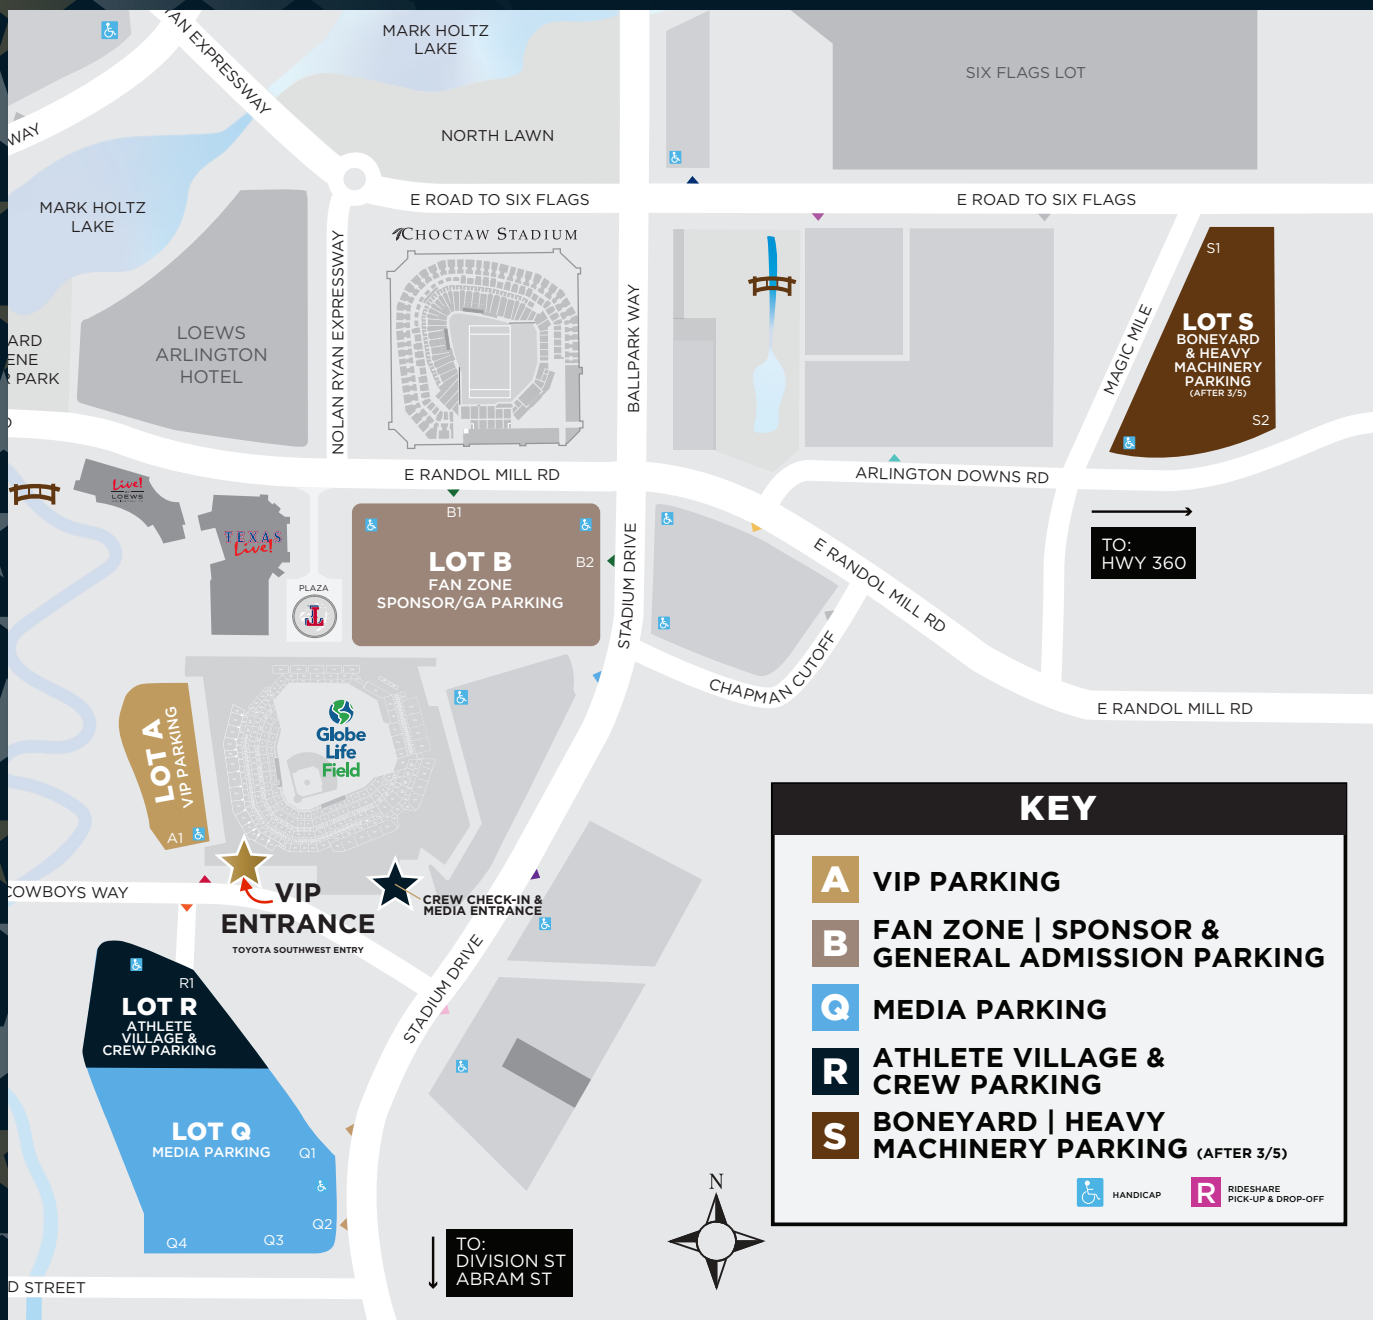 MARK HOLTZ
LAKE
SIX FLAGS LOT
AN EXPRESSWAY
WAY
NORTH LAWN
MARK HOLTZ
LAKE
E ROAD TO SIX FLAGS
E ROAD TO SIX FLAGS
CHOCTAW STADIUM
NOLAN RYAN EXPRESSWAY
BALLPARK WAY
MAGIC MILE
S1
LOT S
BONEYARD
& HEAVY
MACHINERY
PARKING
(AFTER 3/5)
S2
LOEWS
ARLINGTON
HOTEL
ARD
ENE
R PARK
D
E RANDOL MILL RD
ARLINGTON DOWNS RD
Live!
BY
LOEWS
TEXAS
Live!
PLAZA
T
B1
LOT B
FAN ZONE
SPONSOR/GA PARKING
B2
STADIUM DRIVE
E RANDOL MILL RD
TO:
HWY 360
CHAPMAN CUTOFF
E RANDOL MILL RD
LOT A
VIP PARKING
A1
Globe
Life
Field
COWBOYS WAY
VIP
ENTRANCE
TOYOTA SOUTHWEST ENTRY
CREW CHECK-IN &
MEDIA ENTRANCE
STADIUM DRIVE
R1
LOT R
ATHLETE
VILLAGE &
CREW PARKING
LOT Q
MEDIA PARKING
Q1
Q2
Q3
Q4
D STREET
TO:
DIVISION ST
ABRAM ST
N
KEY
A VIP PARKING
B FAN ZONE | SPONSOR &
GENERAL ADMISSION PARKING
Q MEDIA PARKING
R ATHLETE VILLAGE &
CREW PARKING
S BONEYARD | HEAVY
MACHINERY PARKING (AFTER 3/5)
HANDICAP
R RIDESHARE
PICK-UP & DROP-OFF